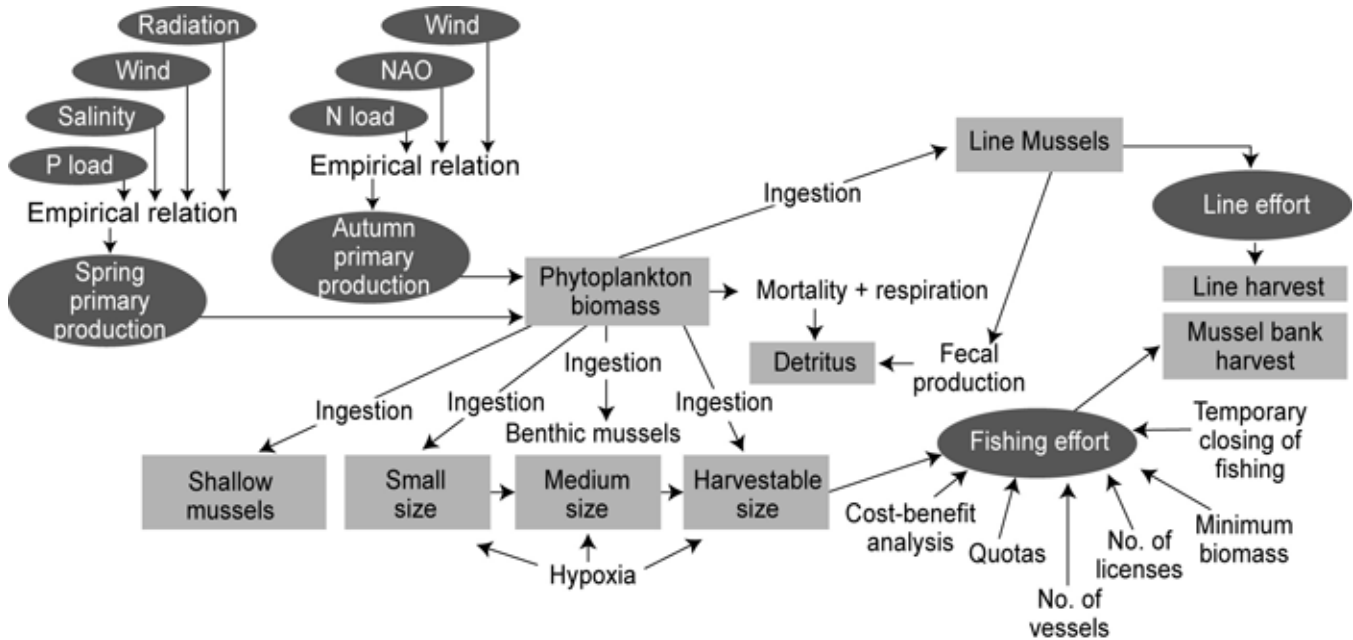 Radiation
Wind
Salinity
P load
Empirical relation
Spring
primary
production
Wind
NAO
N load
Empirical relation
Autumn
primary
production
Phytoplankton
biomass
Ingestion
Line Mussels
Line effort
Line harvest
Mussel bank
harvest
Mortality + respiration
Detritus
Fecal
production
Ingestion
Ingestion
Ingestion
Ingestion
Benthic mussels
Shallow
mussels
Small
size
Medium
size
Harvestable
size
Hypoxia
Fishing effort
Temporary
closing of
fishing
Cost-benefit
analysis
Quotas
No. of
vessels
No. of
licenses
Minimum
biomass